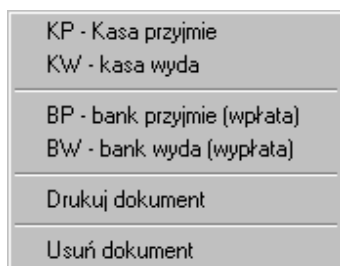 KP - Kasa przyjmie
KW - kasa wyda
BP - bank przyjmie (wpłata)
BW - bank wyda (wypłata)
Drukuj dokument
Usuń dokument